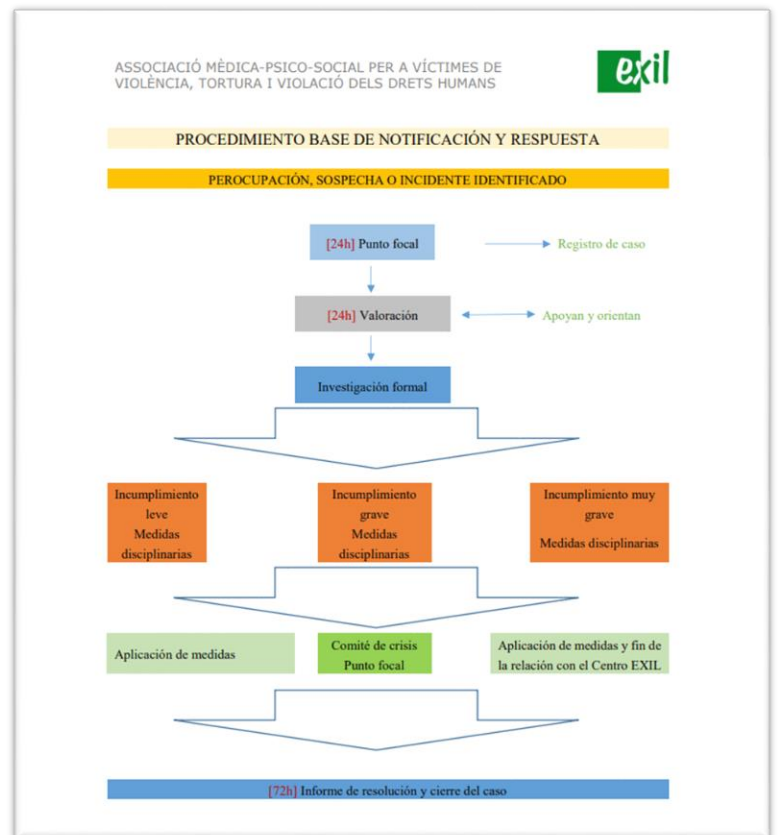 ASSOCIACIÓ MÈDICA-PSICO-SOCIAL PER A VÍCTIMES DE
VIOLÈNCIA, TORTURA I VIOLACIÓ DELS DRETS HUMANS
exil
PROCEDIMIENTO BASE DE NOTIFICACIÓN Y RESPUESTA
PEROCUPACIÓN, SOSPECHA O INCIDENTE IDENTIFICADO
[24h] Punto focal
Registro de caso
[24h] Valoración
Apoyan y orientan
Investigación formal
Incumplimiento
leve
Medidas
disciplinarias
Incumplimiento
grave
Medidas
disciplinarias
Incumplimiento muy
grave
Medidas disciplinarias
Aplicación de medidas
Comité de crisis
Punto focal
Aplicación de medidas y fin de
la relación con el Centro EXIL
[72h] Informe de resolución y cierre del caso